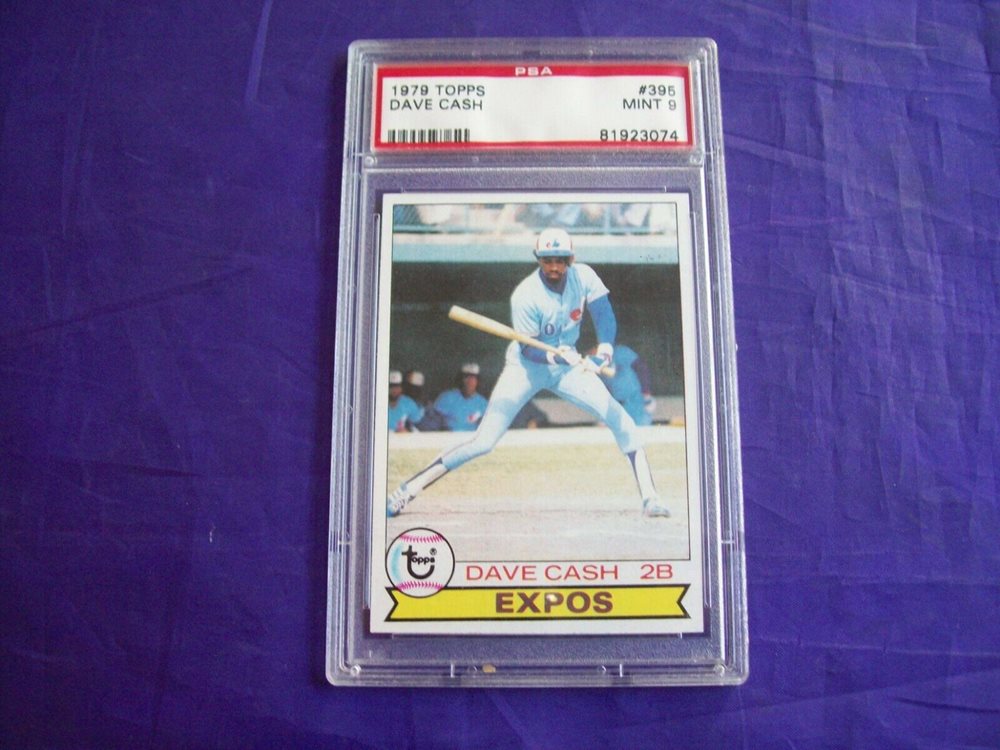 PSA
1979 TOPPS #395
DAVE CASH MINT 9
81923074
topps®
DAVE CASH 2B
EXPOS